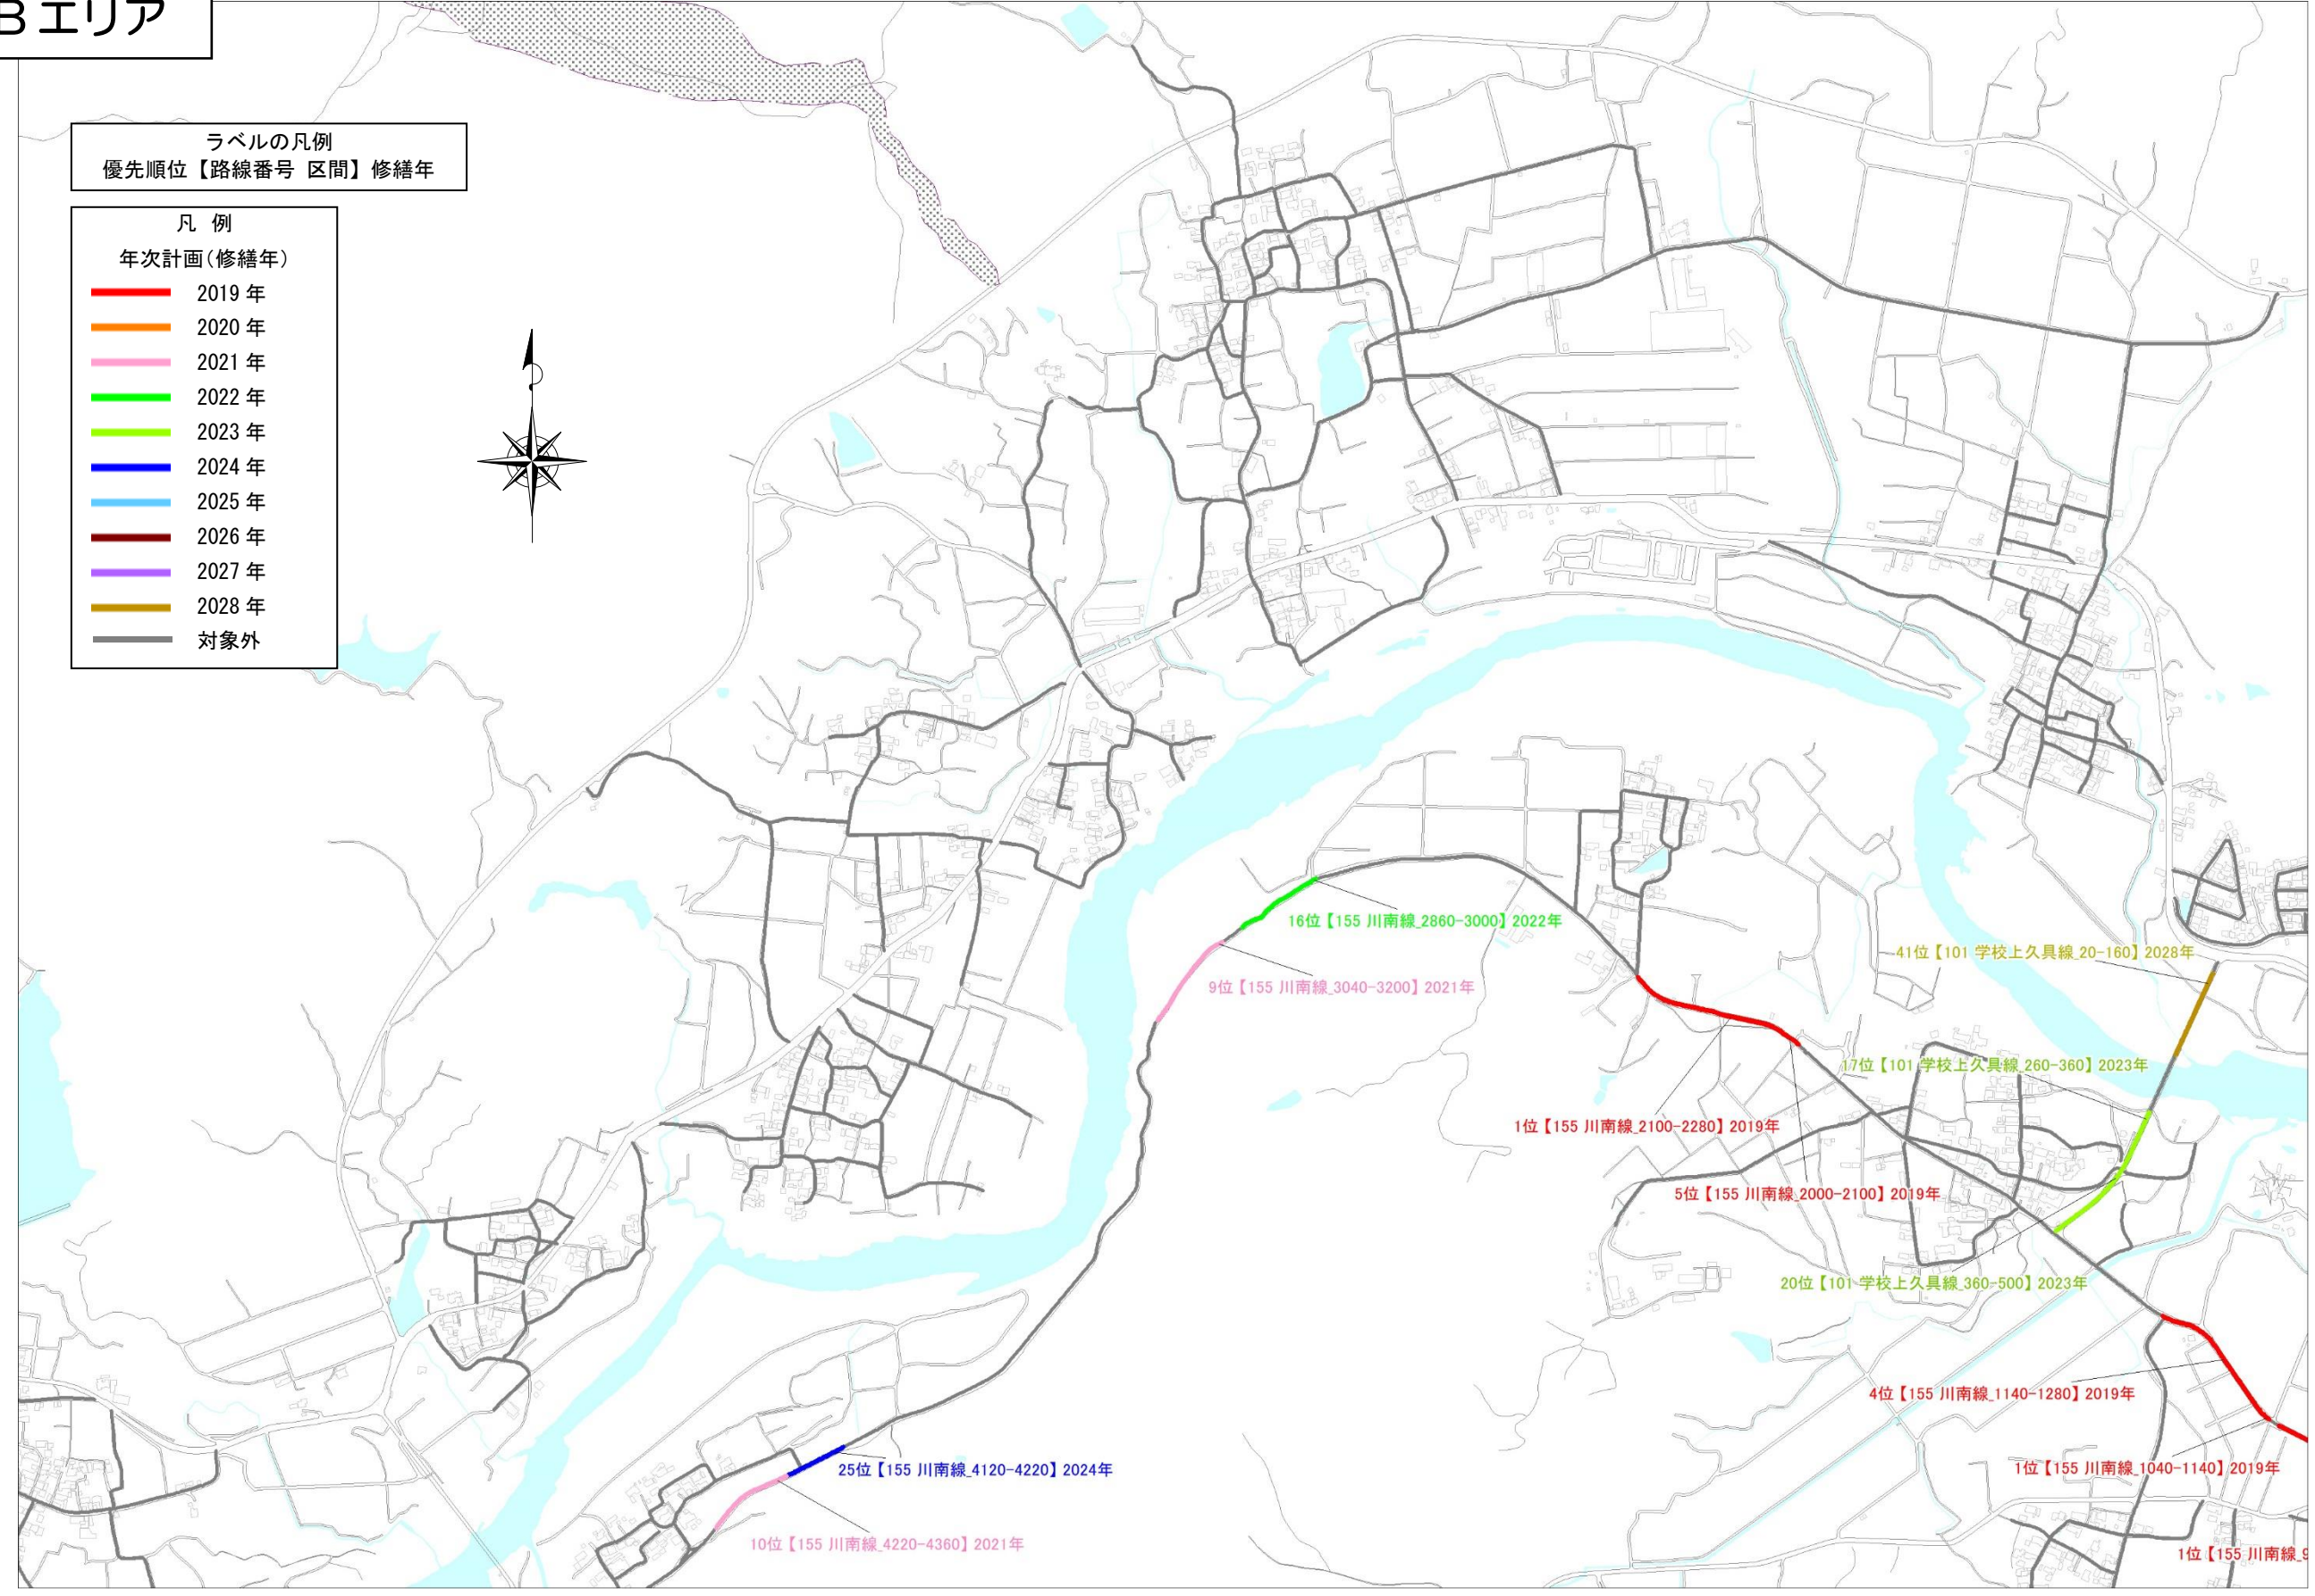 Bエリア
ラベルの凡例
優先順位【路線番号 区間】修繕年
凡 例
年次計画(修繕年)
2019 年
2020 年
2021 年
2022 年
2023 年
2024 年
2025 年
2026 年
2027 年
2028 年
対象外
16位【155 川南線_2860-3000】2022年
41位【101 学校上久具線_20-160】2028年
9位【155 川南線_3040-3200】2021年
17位【101 学校上久具線_260-360】2023年
1位【155 川南線_2100-2280】2019年
5位【155 川南線_2000-2100】2019年
20位【101 学校上久具線_360-500】2023年
4位【155 川南線_1140-1280】2019年
25位【155 川南線_4120-4220】2024年
1位【155 川南線_1040-1140】2019年
10位【155 川南線_4220-4360】2021年
1位【155 川南線_9